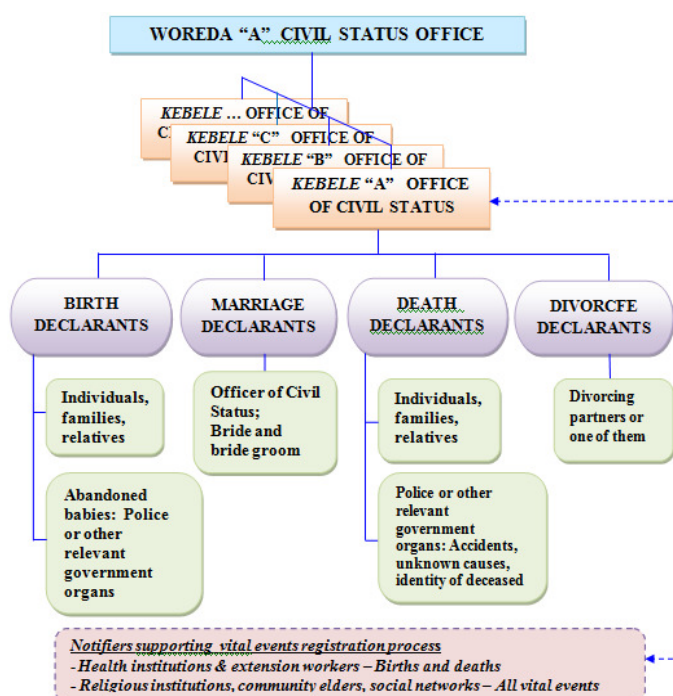 WOREDA “A” CIVIL STATUS OFFICE
KEBELE ... OFFICE OF
KEBELE “C” OFFICE OF
KEBELE “B” OFFICE OF
KEBELE “A” OFFICE
OF CIVIL STATUS
BIRTH
DECLARANTS
MARRIAGE
DECLARANTS
DEATH
DECLARANTS
DIVORCFE
DECLARANTS
Individuals,
families,
relatives
Officer of Civil
Status;
Bride and
bride groom
Individuals,
families,
relatives
Divorcing
partners or
one of them
Abandoned
babies: Police
or other
relevant
government
organs
Police or other
relevant
government
organs: Accidents,
unknown causes,
identity of deceased
Notifiers supporting vital events registration process
- Health institutions & extension workers – Births and deaths
- Religious institutions, community elders, social networks – All vital events